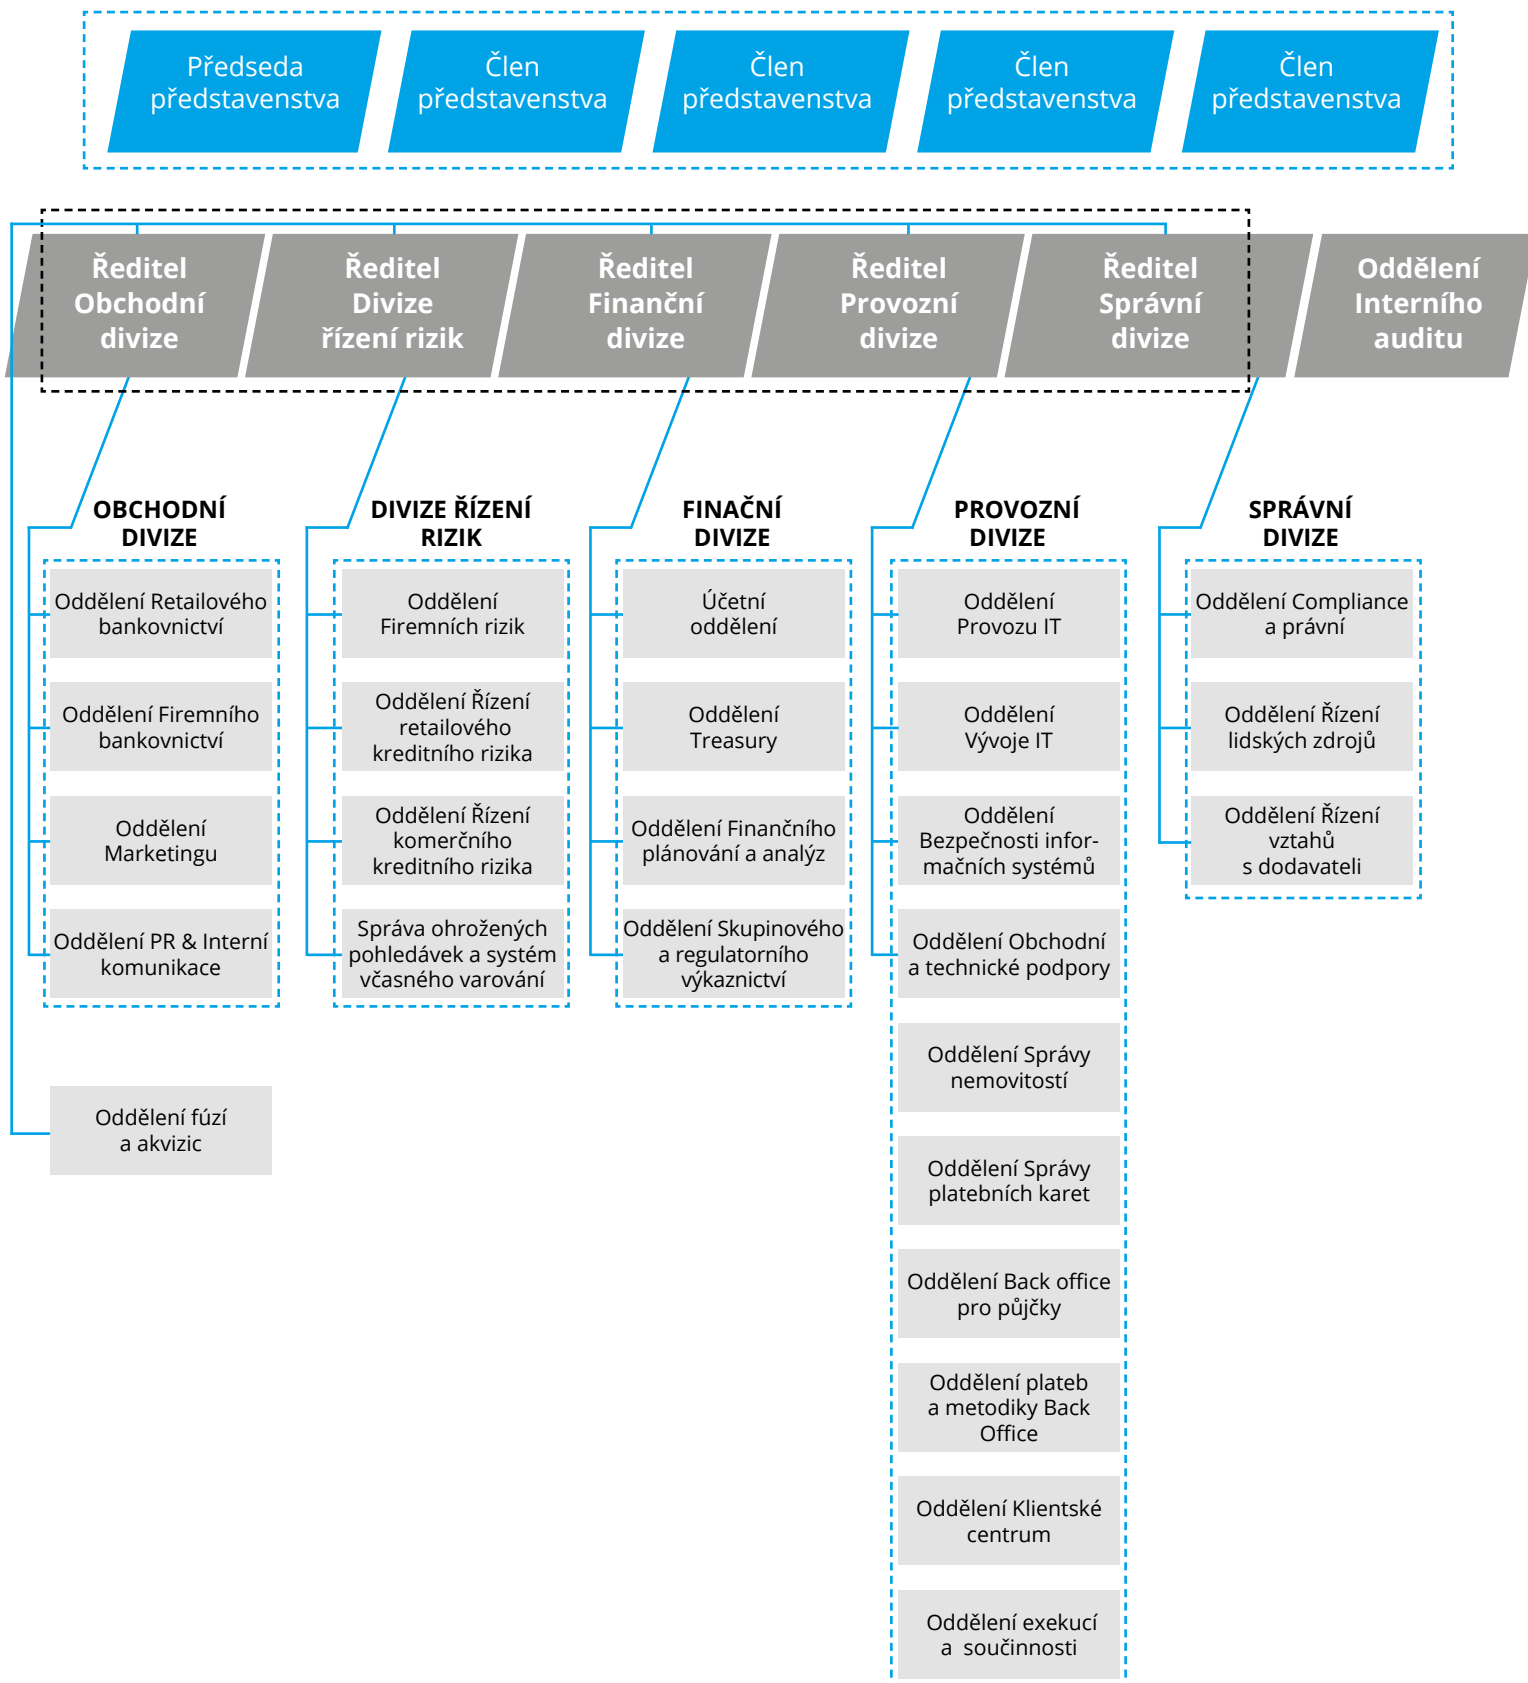 Předseda
představenstva
Člen
představenstva
Člen
představenstva
Člen
představenstva
Člen
představenstva
Ředitel
Obchodní
divize
Ředitel
Divize
řízení rizik
Ředitel
Finanční
divize
Ředitel
Provozní
divize
Ředitel
Správní
divize
Oddělení
Interního
auditu
OBCHODNÍ
DIVIZE
Oddělení Retailového
bankovnictví
Oddělení Firemního
bankovnictví
Oddělení
Marketingu
Oddělení PR & Interní
komunikace
Oddělení fúzí
a akvizic
DIVIZE ŘÍZENÍ
RIZIK
Oddělení
Firemních rizik
Oddělení Řízení
retailového
kreditního rizika
Oddělení Řízení
komerčního
kreditního rizika
Správa ohrožených
pohledávek a systém
včasného varování
FINAČNÍ
DIVIZE
Účetní
oddělení
Oddělení
Treasury
Oddělení Finančního
plánování a analýz
Oddělení Skupinového
a regulatorního
výkaznictví
PROVOZNÍ
DIVIZE
Oddělení
Provozu IT
Oddělení
Vývoje IT
Oddělení
Bezpečnosti infor-
mačních systémů
Oddělení Obchodní
a technické podpory
Oddělení Správy
nemovitostí
Oddělení Správy
platebních karet
Oddělení Back office
pro půjčky
Oddělení plateb
a metodiky Back
Office
Oddělení Klientské
centrum
Oddělení exekucí
a součinnosti
SPRÁVNÍ
DIVIZE
Oddělení Compliance
a právní
Oddělení Řízení
lidských zdrojů
Oddělení Řízení
vztahů
s dodavateli